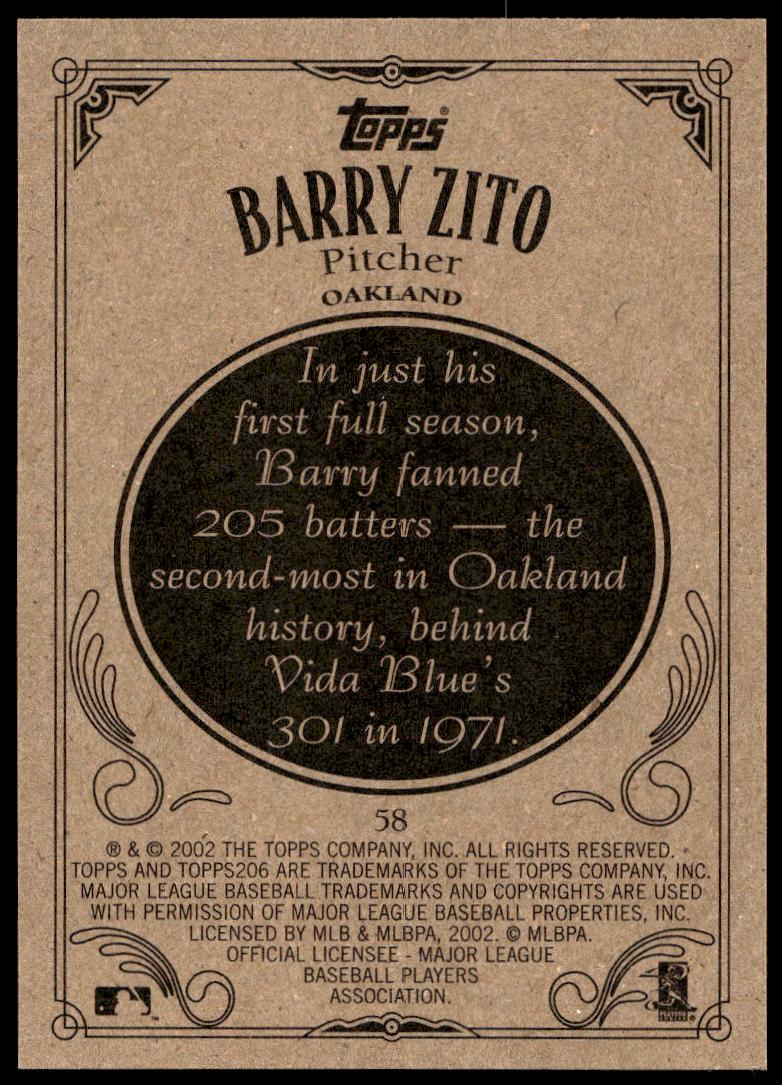 topps®
BARRY ZITO
Pitcher
OAKLAND
In just his
first full season,
Barry fanned
205 batters — the
second-most in Oakland
history, behind
Vida Blue's
301 in 1971.
58
® & © 2002 THE TOPPS COMPANY, INC. ALL RIGHTS RESERVED.
TOPPS AND TOPPS206 ARE TRADEMARKS OF THE TOPPS COMPANY, INC.
MAJOR LEAGUE BASEBALL TRADEMARKS AND COPYRIGHTS ARE USED
WITH PERMISSION OF MAJOR LEAGUE BASEBALL PROPERTIES, INC.
LICENSED BY MLB & MLBPA, 2002. © MLBPA.
OFFICIAL LICENSEE - MAJOR LEAGUE
BASEBALL PLAYERS
ASSOCIATION.
™